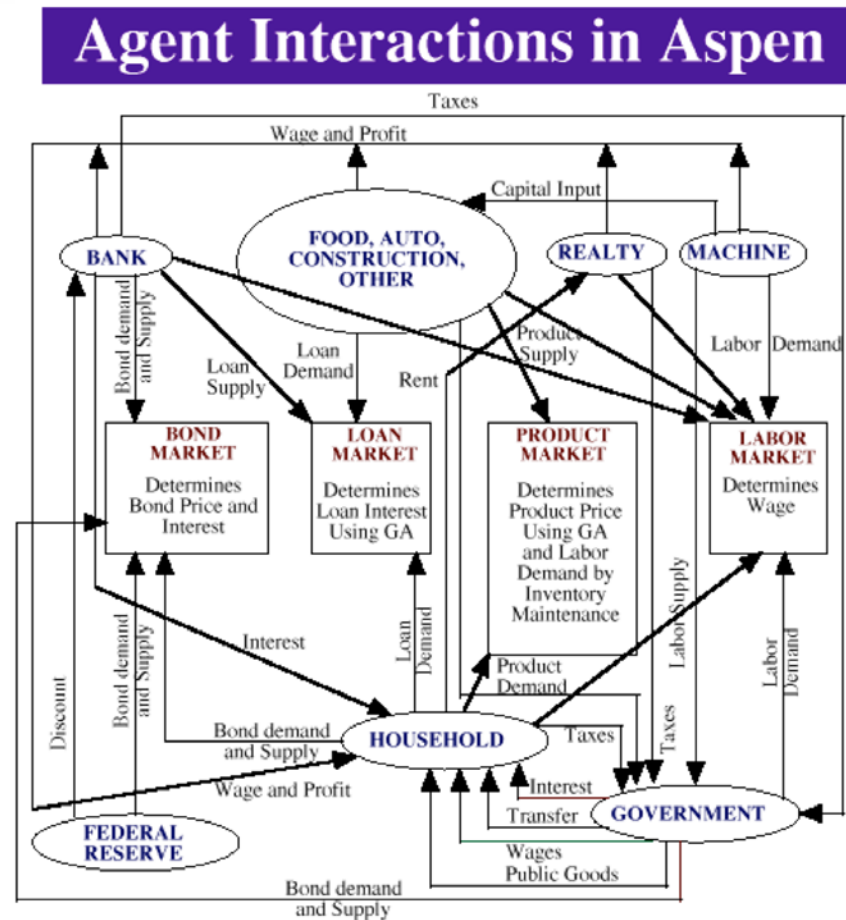 Agent Interactions in Aspen
Taxes
Wage and Profit
Capital Input
BANK
FOOD, AUTO,
CONSTRUCTION,
OTHER
REALTY
MACHINE
Bond demand
and Supply
Loan
Supply
Loan
Demand
Rent
Product
Supply
Labor Demand
BOND
MARKET
Determines
Bond Price and
Interest
LOAN
MARKET
Determines
Loan Interest
Using GA
PRODUCT
MARKET
Determines
Product Price
Using GA
and Labor
Demand by
Inventory
Maintenance
LABOR
MARKET
Determines
Wage
Discount
Bond demand
and Supply
Interest
Loan
Demand
Product
Demand
Labor Supply
Labor
Demand
Bond demand
and Supply
HOUSEHOLD
Taxes
Taxes
Wage and Profit
Interest
Transfer
Wages
Public Goods
GOVERNMENT
FEDERAL
RESERVE
Bond demand
and Supply